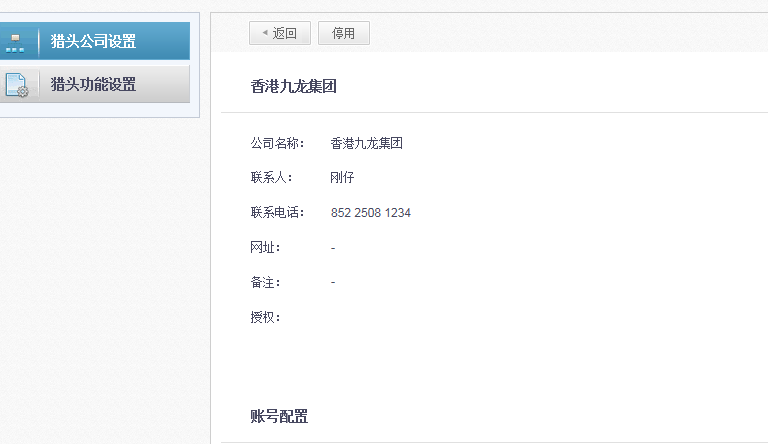 猎头公司设置
猎头功能设置
返回 停用
香港九龙集团
公司名称： 香港九龙集团
联系人： 刚仔
联系电话： 852 2508 1234
网址： -
备注： -
授权：
账号配置